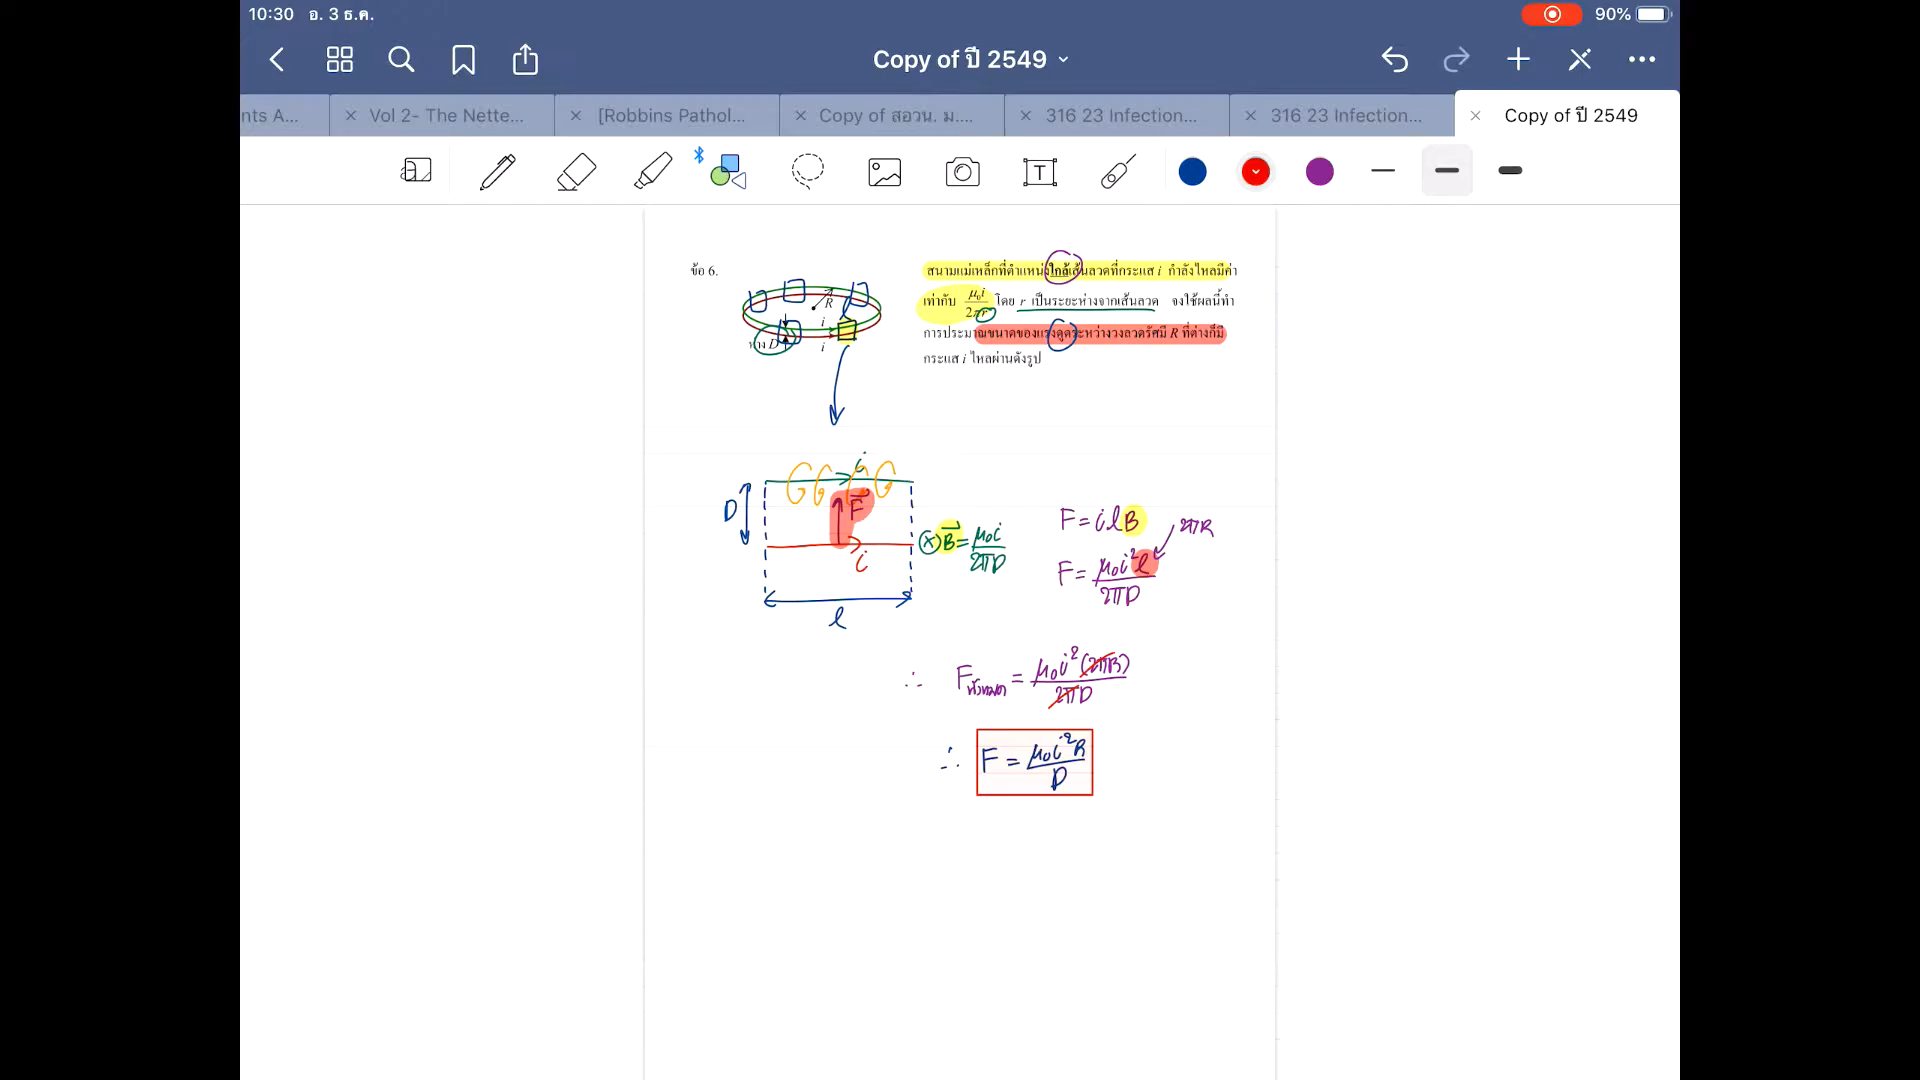 10:30 อ. 3 ธ.ค.
90%
Copy of ปี 2549
nts A...
Vol 2- The Nette...
[Robbins Pathol...
Copy of สอวน. ม....
316 23 Infection...
316 23 Infection...
Copy of ปี 2549
T
ข้อ 6.
สนามแม่เหล็กที่ตำแหน่งใกล้เส้นลวดที่กระแส i กำลังไหลมีค่า
เท่ากับ μ₀i/2πr โดย r เป็นระยะห่างจากเส้นลวด จงใช้ผลนี้ทำ
การประมาณขนาดของแรงดูดระหว่างวงลวดรัศมี R ที่ต่างก็มี
กระแส i ไหลผ่านดังรูป
R
i
ห่าง D
i
i
D
F
i
l
(x) B = μ₀i/2πD
F = ilB
2πR
F = μ₀i²l/2πD
∴ Fทั้งหมด = μ₀i²(2πR)/2πD
∴ F = μ₀i²R/D